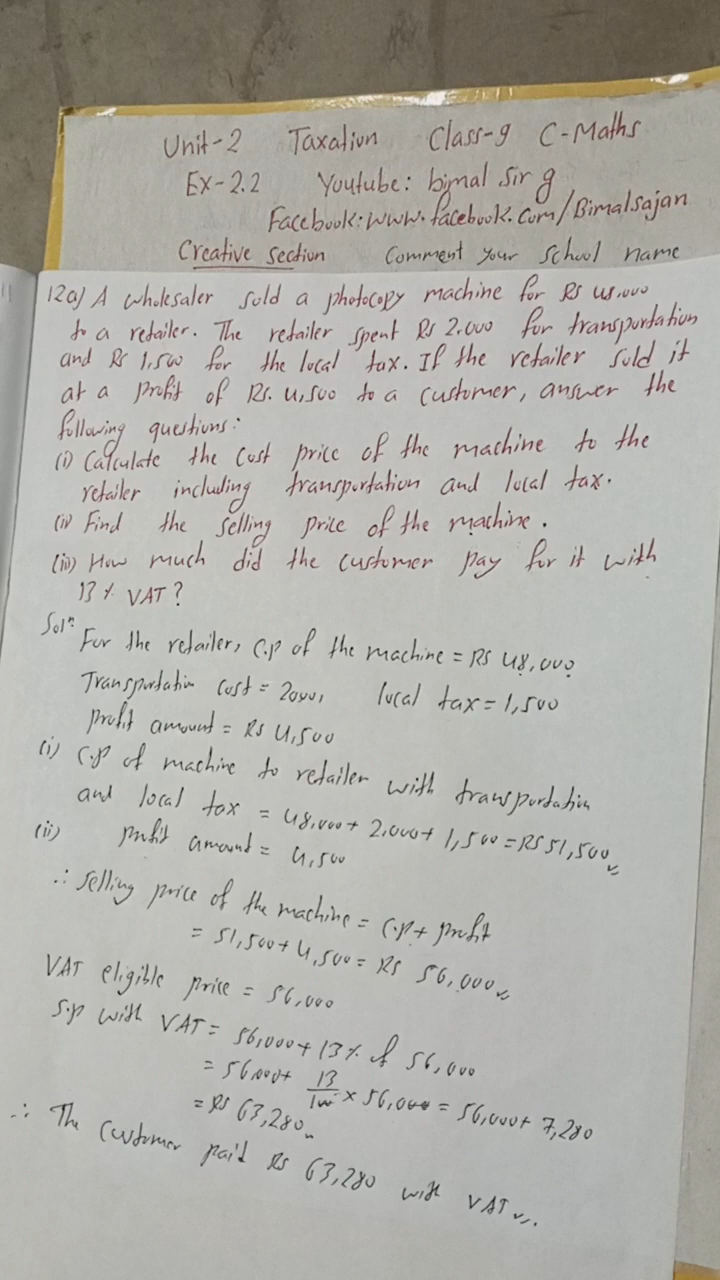 Unit-2 Taxation Class-9 C-Maths
Ex-2.2 Youtube: bimal sir g
Facebook:www.facebook.com/Bimalsajan
Creative section Comment your school name
12a) A wholesaler sold a photocopy machine for Rs 48,000
to a retailer. The retailer spent Rs 2,000 for transportation
and Rs 1,500 for the local tax. If the retailer sold it
at a profit of Rs. 4,500 to a customer, answer the
following questions:
(i) Calculate the cost price of the machine to the
retailer including transportation and local tax.
(ii) Find the selling price of the machine.
(iii) How much did the customer pay for it with
13% VAT?
Solⁿ
For the retailer, C.P of the machine = Rs 48,000
Transportation cost = 2000, local tax = 1,500
profit amount = Rs 4,500
(i) C.P of machine to retailer with transportation
and local tax = 48,000 + 2,000 + 1,500 = RS 51,500
(ii) profit amount = 4,500
∴ Selling price of the machine = C.P + profit
= 51,500 + 4,500 = Rs 56,000
VAT eligible price = 56,000
S.p with VAT = 56,000 + 13% of 56,000
= 56,000 + 13/100 × 56,000 = 56,000 + 7,280
= Rs 63,280
∴ The customer paid Rs 63,280 with VAT